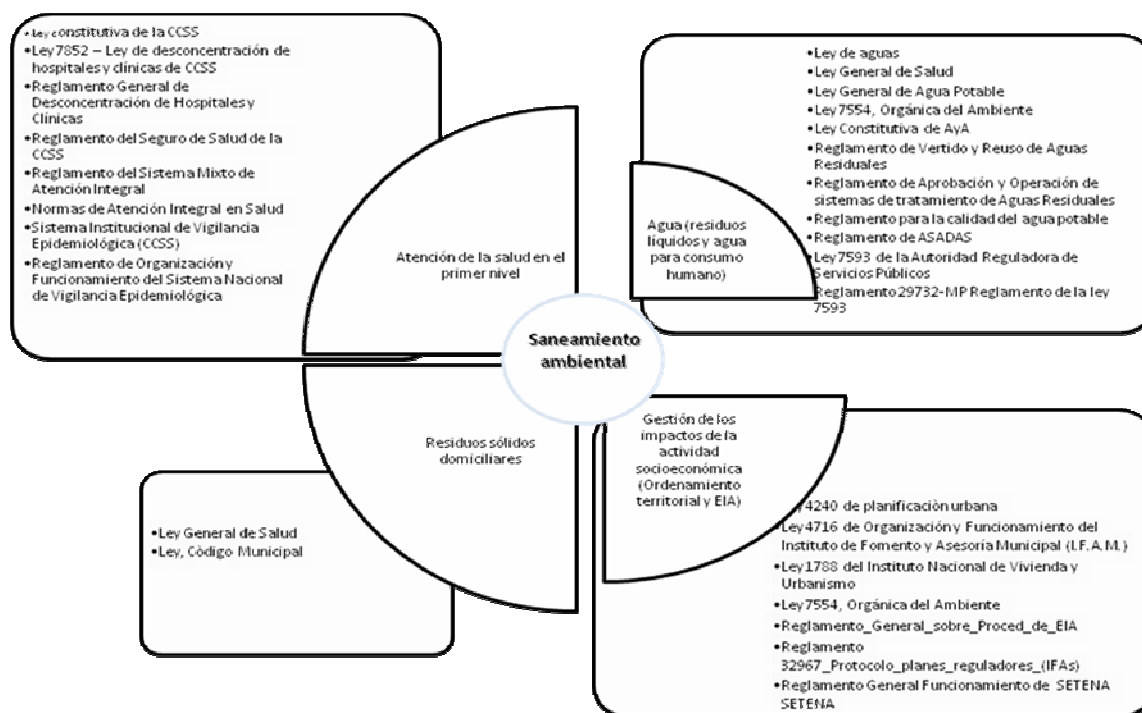 •Ley constitutiva de la CCSS
•Ley7852 – Ley de desconcentración de
hospitales y clínicas de CCSS
•Reglamento General de
Desconcentración de Hospitales y
Clínicas
•Reglamento del Seguro de Salud de la
CCSS
•Reglamento del Sistema Mixto de
Atención Integral
•Normas de Atención Integral en Salud
•Sistema Institucional de Vigilancia
Epidemiológica (CCSS)
•Reglamento de Organización y
Funcionamiento del Sistema Nacional
de Vigilancia Epidemiológica
Atención de la salud en el
primer nivel
•Ley de aguas
•Ley General de Salud
•Ley General de Agua Potable
•Ley7554, Orgánica del Ambiente
•Ley Constitutiva de AyA
•Reglamento de Vertido y Reuso de Aguas
Residuales
•Reglamento de Aprobación y Operación de
sistemas de tratamiento de Aguas Residuales
•Reglamento para la calidad del agua potable
•Reglamento de ASADAS
•Ley7593 de la Autoridad Reguladora de
Servicios Públicos
Reglamento 29732-MP Reglamento de la ley
7593
Agua (residuos
líquidos y agua
para consumo
humano)
Saneamiento
ambiental
Residuos sólidos
domiciliares
•Ley General de Salud
•Ley, Còdigo Municipal
Gestión de los
impactos de la
actividad
socioeconómica
(Ordenamiento
territorial y EIA)
Ley4240 de planificaciòn urbana
Ley4716 de Organización y Funcionamiento del
Instituto de Fomento y Asesoría Municipal (I.F.A.M.)
•Ley1788 del Instituto Nacional de Vivienda y
Urbanismo
•Ley7554, Orgánica del Ambiente
•Reglamento_General_sobre_Proced_de_EIA
•Reglamento
32967_Protocolo_planes_reguladores_(IFAs)
•Reglamento General Funcionamiento de SETENA
SETENA